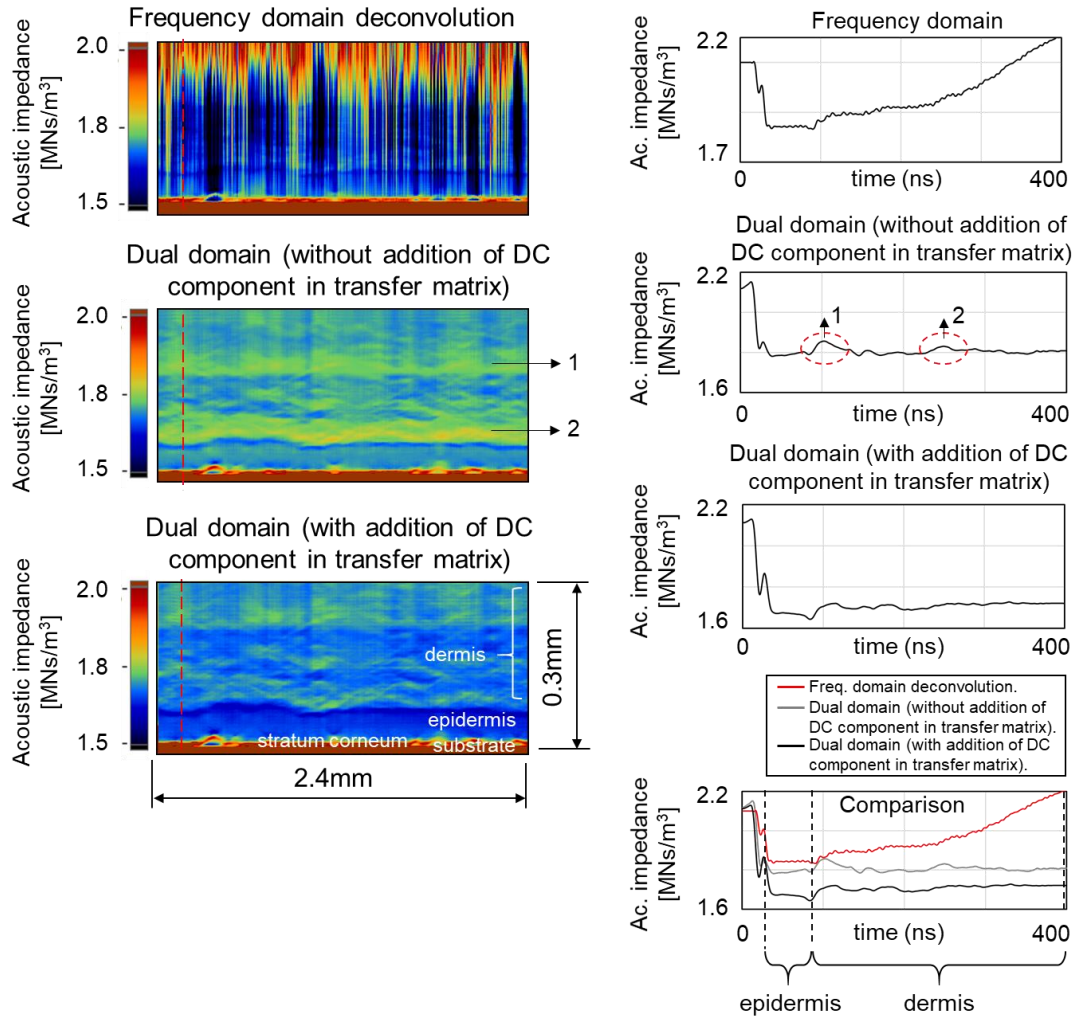 Frequency domain deconvolution
Acoustic impedance
[MNs/m³]
2.0
1.8
1.5
Dual domain (without addition of DC
component in transfer matrix)
Acoustic impedance
[MNs/m³]
2.0
1.8
1.5
1
2
Dual domain (with addition of DC
component in transfer matrix)
Acoustic impedance
[MNs/m³]
2.0
1.8
1.5
dermis
epidermis
stratum corneum
substrate
0.3mm
2.4mm
Frequency domain
Ac. impedance
[MNs/m³]
2.2
1.7
0
time (ns)
400
Dual domain (without addition of
DC component in transfer matrix)
Ac. impedance
[MNs/m³]
2.2
1
2
1.6
0
time (ns)
400
Dual domain (with addition of DC
component in transfer matrix)
Ac. impedance
[MNs/m³]
2.2
1.6
Freq. domain deconvolution.
Dual domain (without addition of
DC component in transfer matrix).
Dual domain (with addition of DC
component in transfer matrix).
Comparison
Ac. impedance
[MNs/m³]
2.2
1.6
0
time (ns)
400
epidermis
dermis